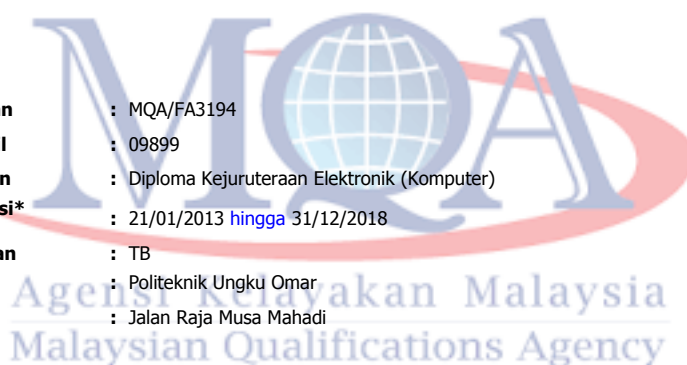 MQA
an : MQA/FA3194
l : 09899
n : Diploma Kejuruteraan Elektronik (Komputer)
si* : 21/01/2013 hingga 31/12/2018
an : TB
: Politeknik Ungku Omar
: Jalan Raja Musa Mahadi
Agensi Kelayakan Malaysia
Malaysian Qualifications Agency